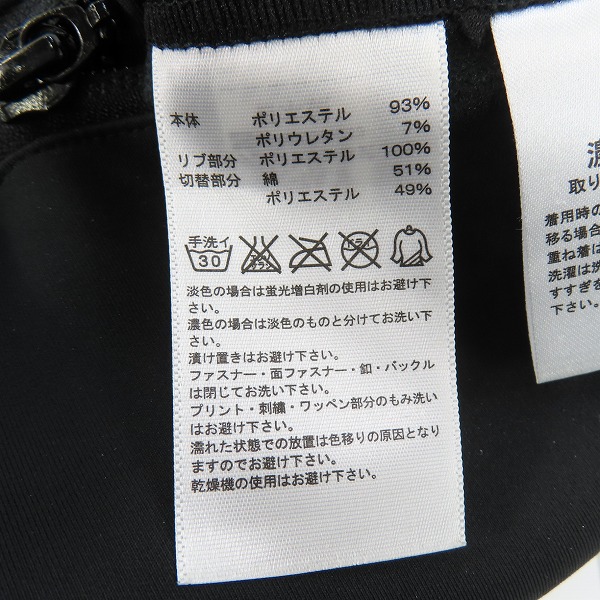 本体 ポリエステル 93%
ポリウレタン 7%
リブ部分 ポリエステル 100%
切替部分 綿 51%
ポリエステル 49%
手洗イ
30
エンソサラシ
ドライ
淡色の場合は蛍光増白剤の使用はお避け下
さい。
濃色の場合は淡色のものと分けてお洗い下
さい。
漬け置きはお避け下さい。
ファスナー・面ファスナー・釦・バックル
は閉じてお洗い下さい。
プリント・刺繍・ワッペン部分のもみ洗い
はお避け下さい。
濡れた状態での放置は色移りの原因となり
ますのでお避け下さい。
乾燥機の使用はお避け下さい。
濃
取り
着用時の
移る場合
重ね着は
洗濯は洗
すすぎを
下さい。